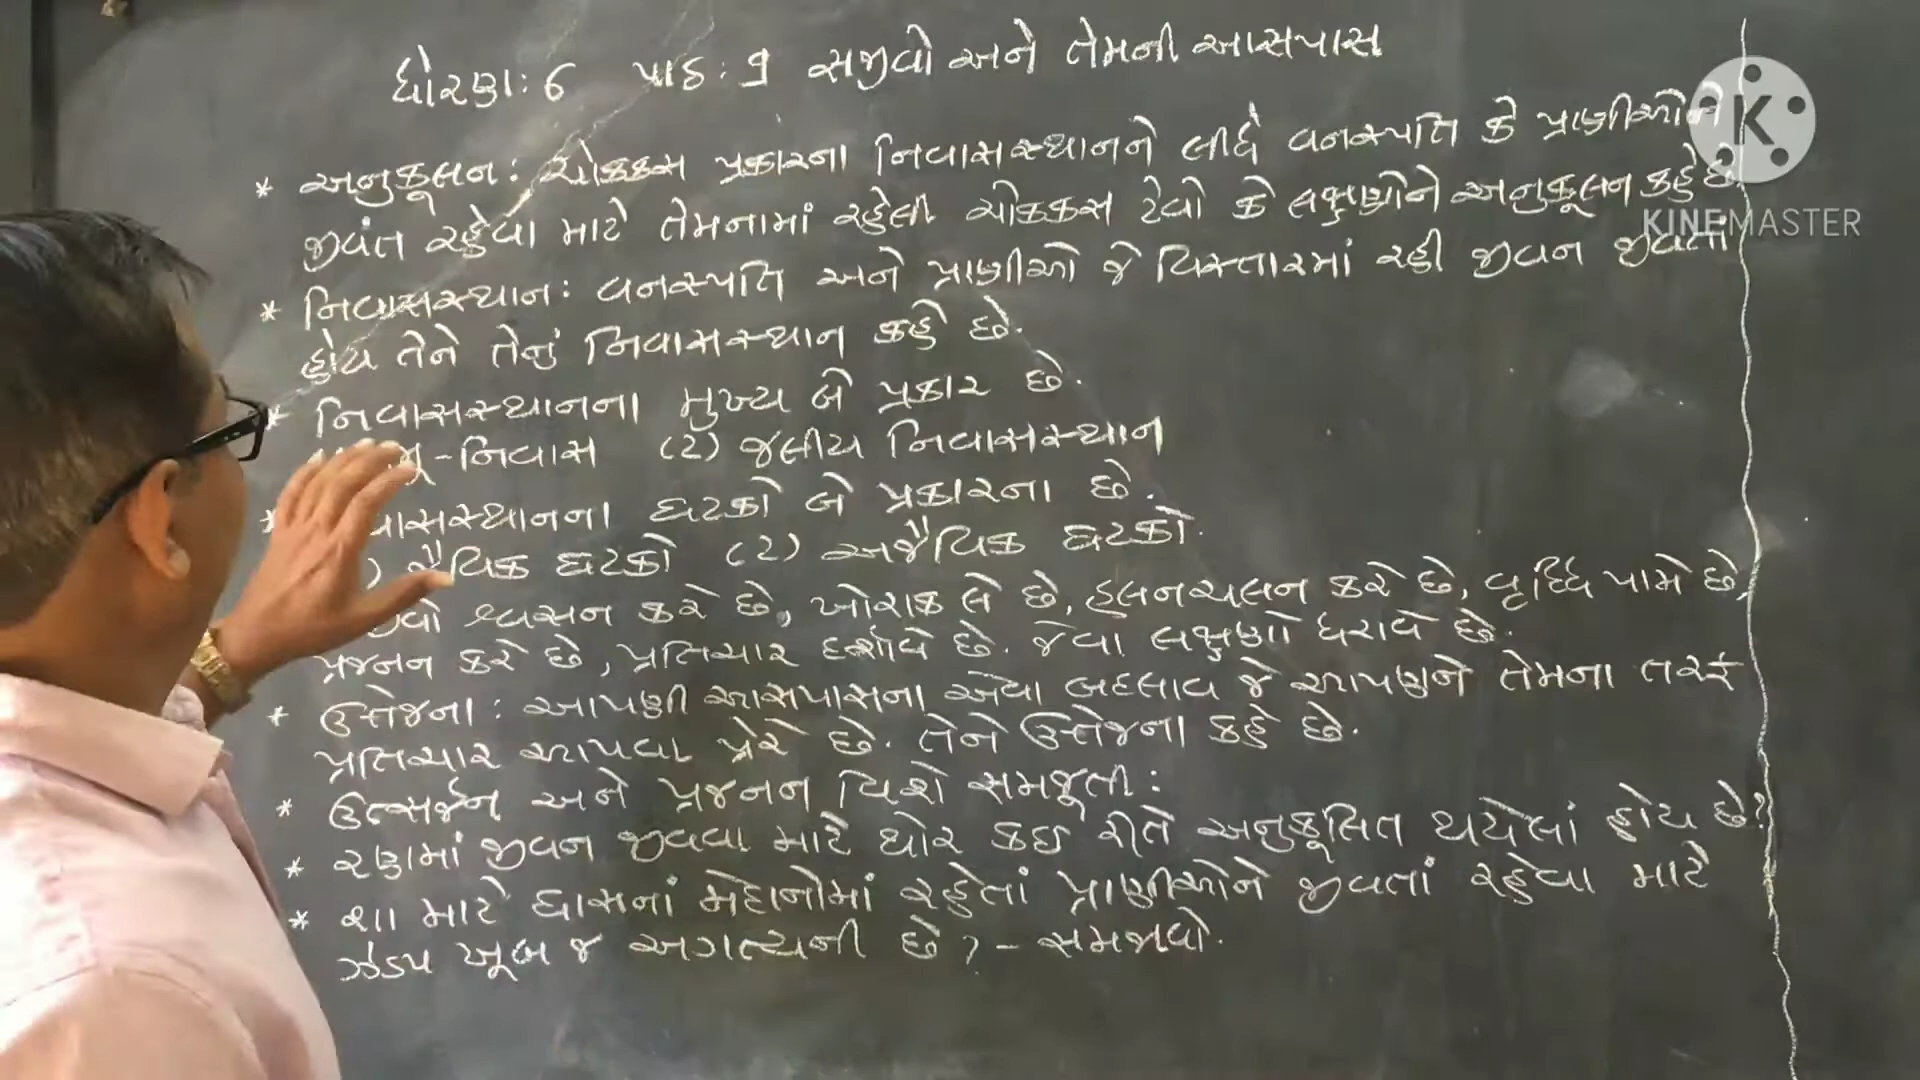 ધોરણ: 6 પાઠ: 9 સજીવો અને તેમની આસપાસ
* અનુકૂલન: ચોક્કસ પ્રકારના નિવાસસ્થાનને લીધે વનસ્પતિ કે પ્રાણીઓને
જીવંત રહેવા માટે તેમનામાં રહેલી ચોક્કસ ટેવો કે લક્ષણોને અનુકૂલન કહે છે
* નિવાસસ્થાન: વનસ્પતિ અને પ્રાણીઓ જે વિસ્તારમાં રહી જીવન જીવતા
હોય તેને તેનું નિવાસસ્થાન કહે છે.
* નિવાસસ્થાનના મુખ્ય બે પ્રકાર છે.
ભૂ-નિવાસ (2) જલીય નિવાસસ્થાન
* વાસસ્થાનના ઘટકો બે પ્રકારના છે.
) જૈવિક ઘટકો (2) અજૈવિક ઘટકો.
શ્વસન કરે છે, ખોરાક લે છે, હલનચલન કરે છે, વૃદ્ધિ પામે છે,
પ્રજનન કરે છે, પ્રતિચાર દર્શાવે છે. જેવા લક્ષણો ધરાવે છે.
* ઉત્તેજના: આપણી આસપાસના એવા બદલાવ જે આપણને તેમના તરફ
પ્રતિચાર આપવા પ્રેરે છે. તેને ઉત્તેજના કહે છે.
* ઉત્સર્જન અને પ્રજનન વિશે સમજૂતી:
* રણમાં જીવન જીવવા માટે થોર કઇ રીતે અનુકૂલિત થયેલાં હોય છે?
* શા માટે ઘાસનાં મેદાનોમાં રહેતાં પ્રાણીઓને જીવતાં રહેવા માટે
ઝડપ ખૂબ જ અગત્યની છે? - સમજાવો.
K
KINEMASTER